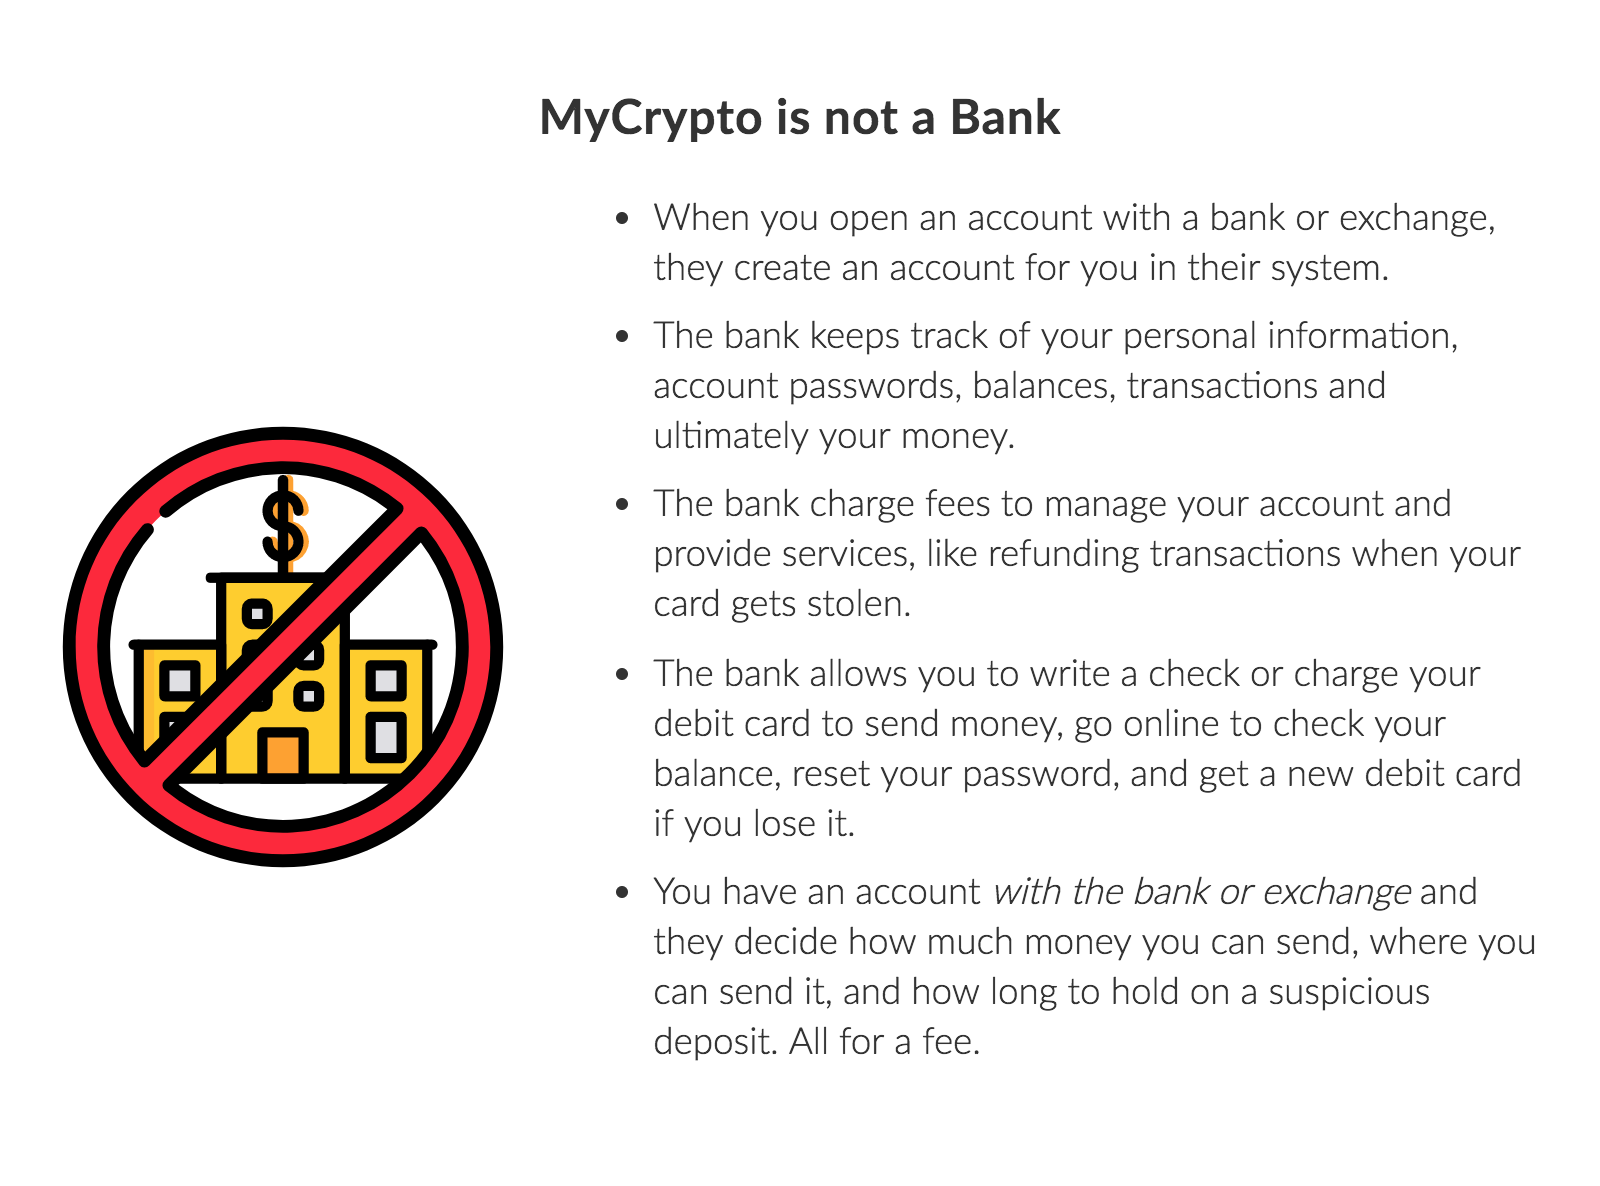 MyCrypto is not a Bank
$
• When you open an account with a bank or exchange,
they create an account for you in their system.
• The bank keeps track of your personal information,
account passwords, balances, transactions and
ultimately your money.
• The bank charge fees to manage your account and
provide services, like refunding transactions when your
card gets stolen.
• The bank allows you to write a check or charge your
debit card to send money, go online to check your
balance, reset your password, and get a new debit card
if you lose it.
• You have an account with the bank or exchange and
they decide how much money you can send, where you
can send it, and how long to hold on a suspicious
deposit. All for a fee.